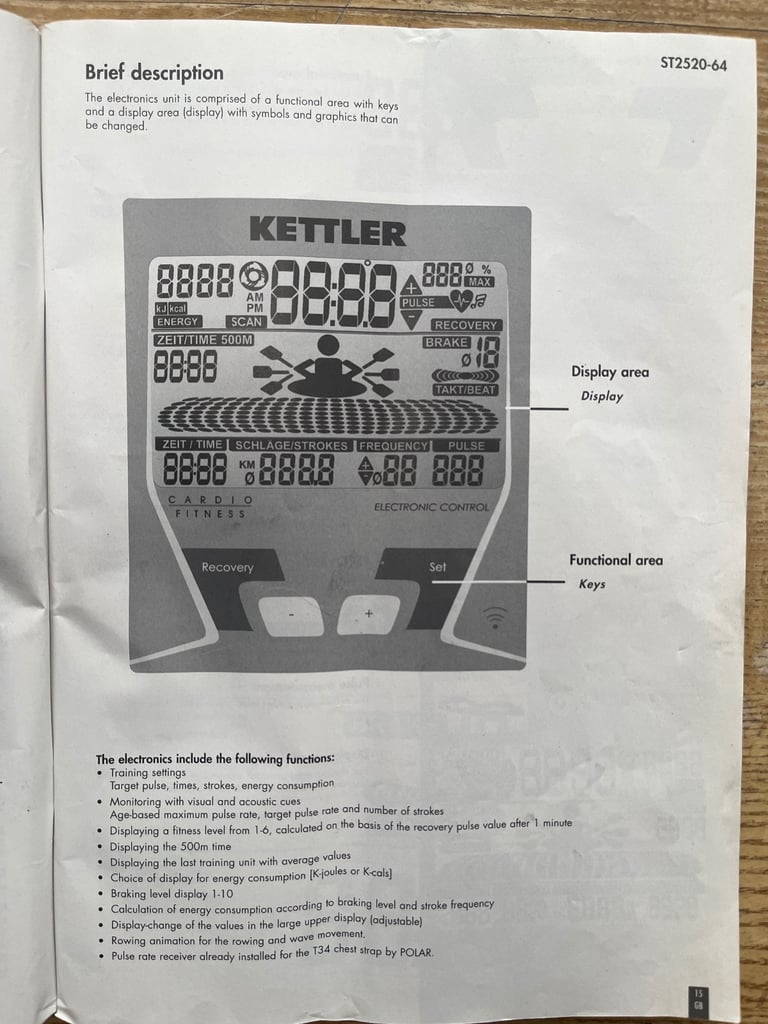 Brief description
ST2520-64
The electronics unit is comprised of a functional area with keys
and a display area (display) with symbols and graphics that can
be changed.
KETTLER
8888 88:8.8 888 Ø %
MAX
AM
PM
PULSE
kJ kcal
ENERGY SCAN RECOVERY
ZEIT/TIME 500M BRAKE
88:88 Ø 18
TAKT/BEAT
ZEIT / TIME SCHLÄGE/STROKES FREQUENCY PULSE
88:88 KM Ø 888.8 + - Ø 88 888
CARDIO
FITNESS
ELECTRONIC CONTROL
Recovery Set
- +
Display area
Display
Functional area
Keys
The electronics include the following functions:
• Training settings
Target pulse, times, strokes, energy consumption
• Monitoring with visual and acoustic cues
Age-based maximum pulse rate, target pulse rate and number of strokes
• Displaying a fitness level from 1-6, calculated on the basis of the recovery pulse value after 1 minute
• Displaying the 500m time
• Displaying the last training unit with average values
• Choice of display for energy consumption [K-joules or K-cals]
• Braking level display 1-10
• Calculation of energy consumption according to braking level and stroke frequency
• Display-change of the values in the large upper display (adjustable)
• Rowing animation for the rowing and wave movement.
• Pulse rate receiver already installed for the T34 chest strap by POLAR.
15
GB